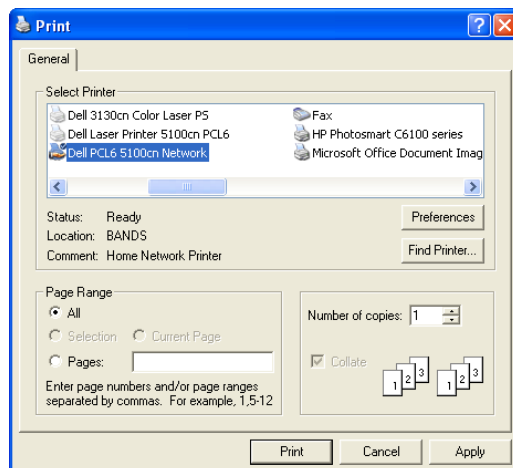 Print
General
Select Printer
Dell 3130cn Color Laser PS
Dell Laser Printer 5100cn PCL6
Dell PCL6 5100cn Network
Fax
HP Photosmart C6100 series
Microsoft Office Document Imag
Status: Ready
Location: BANDS
Comment: Home Network Printer
Preferences
Find Printer...
Page Range
All
Selection Current Page
Pages:
Enter page numbers and/or page ranges
separated by commas. For example, 1,5-12
Number of copies: 1
Collate
1 2 3 1 2 3
Print Cancel Apply